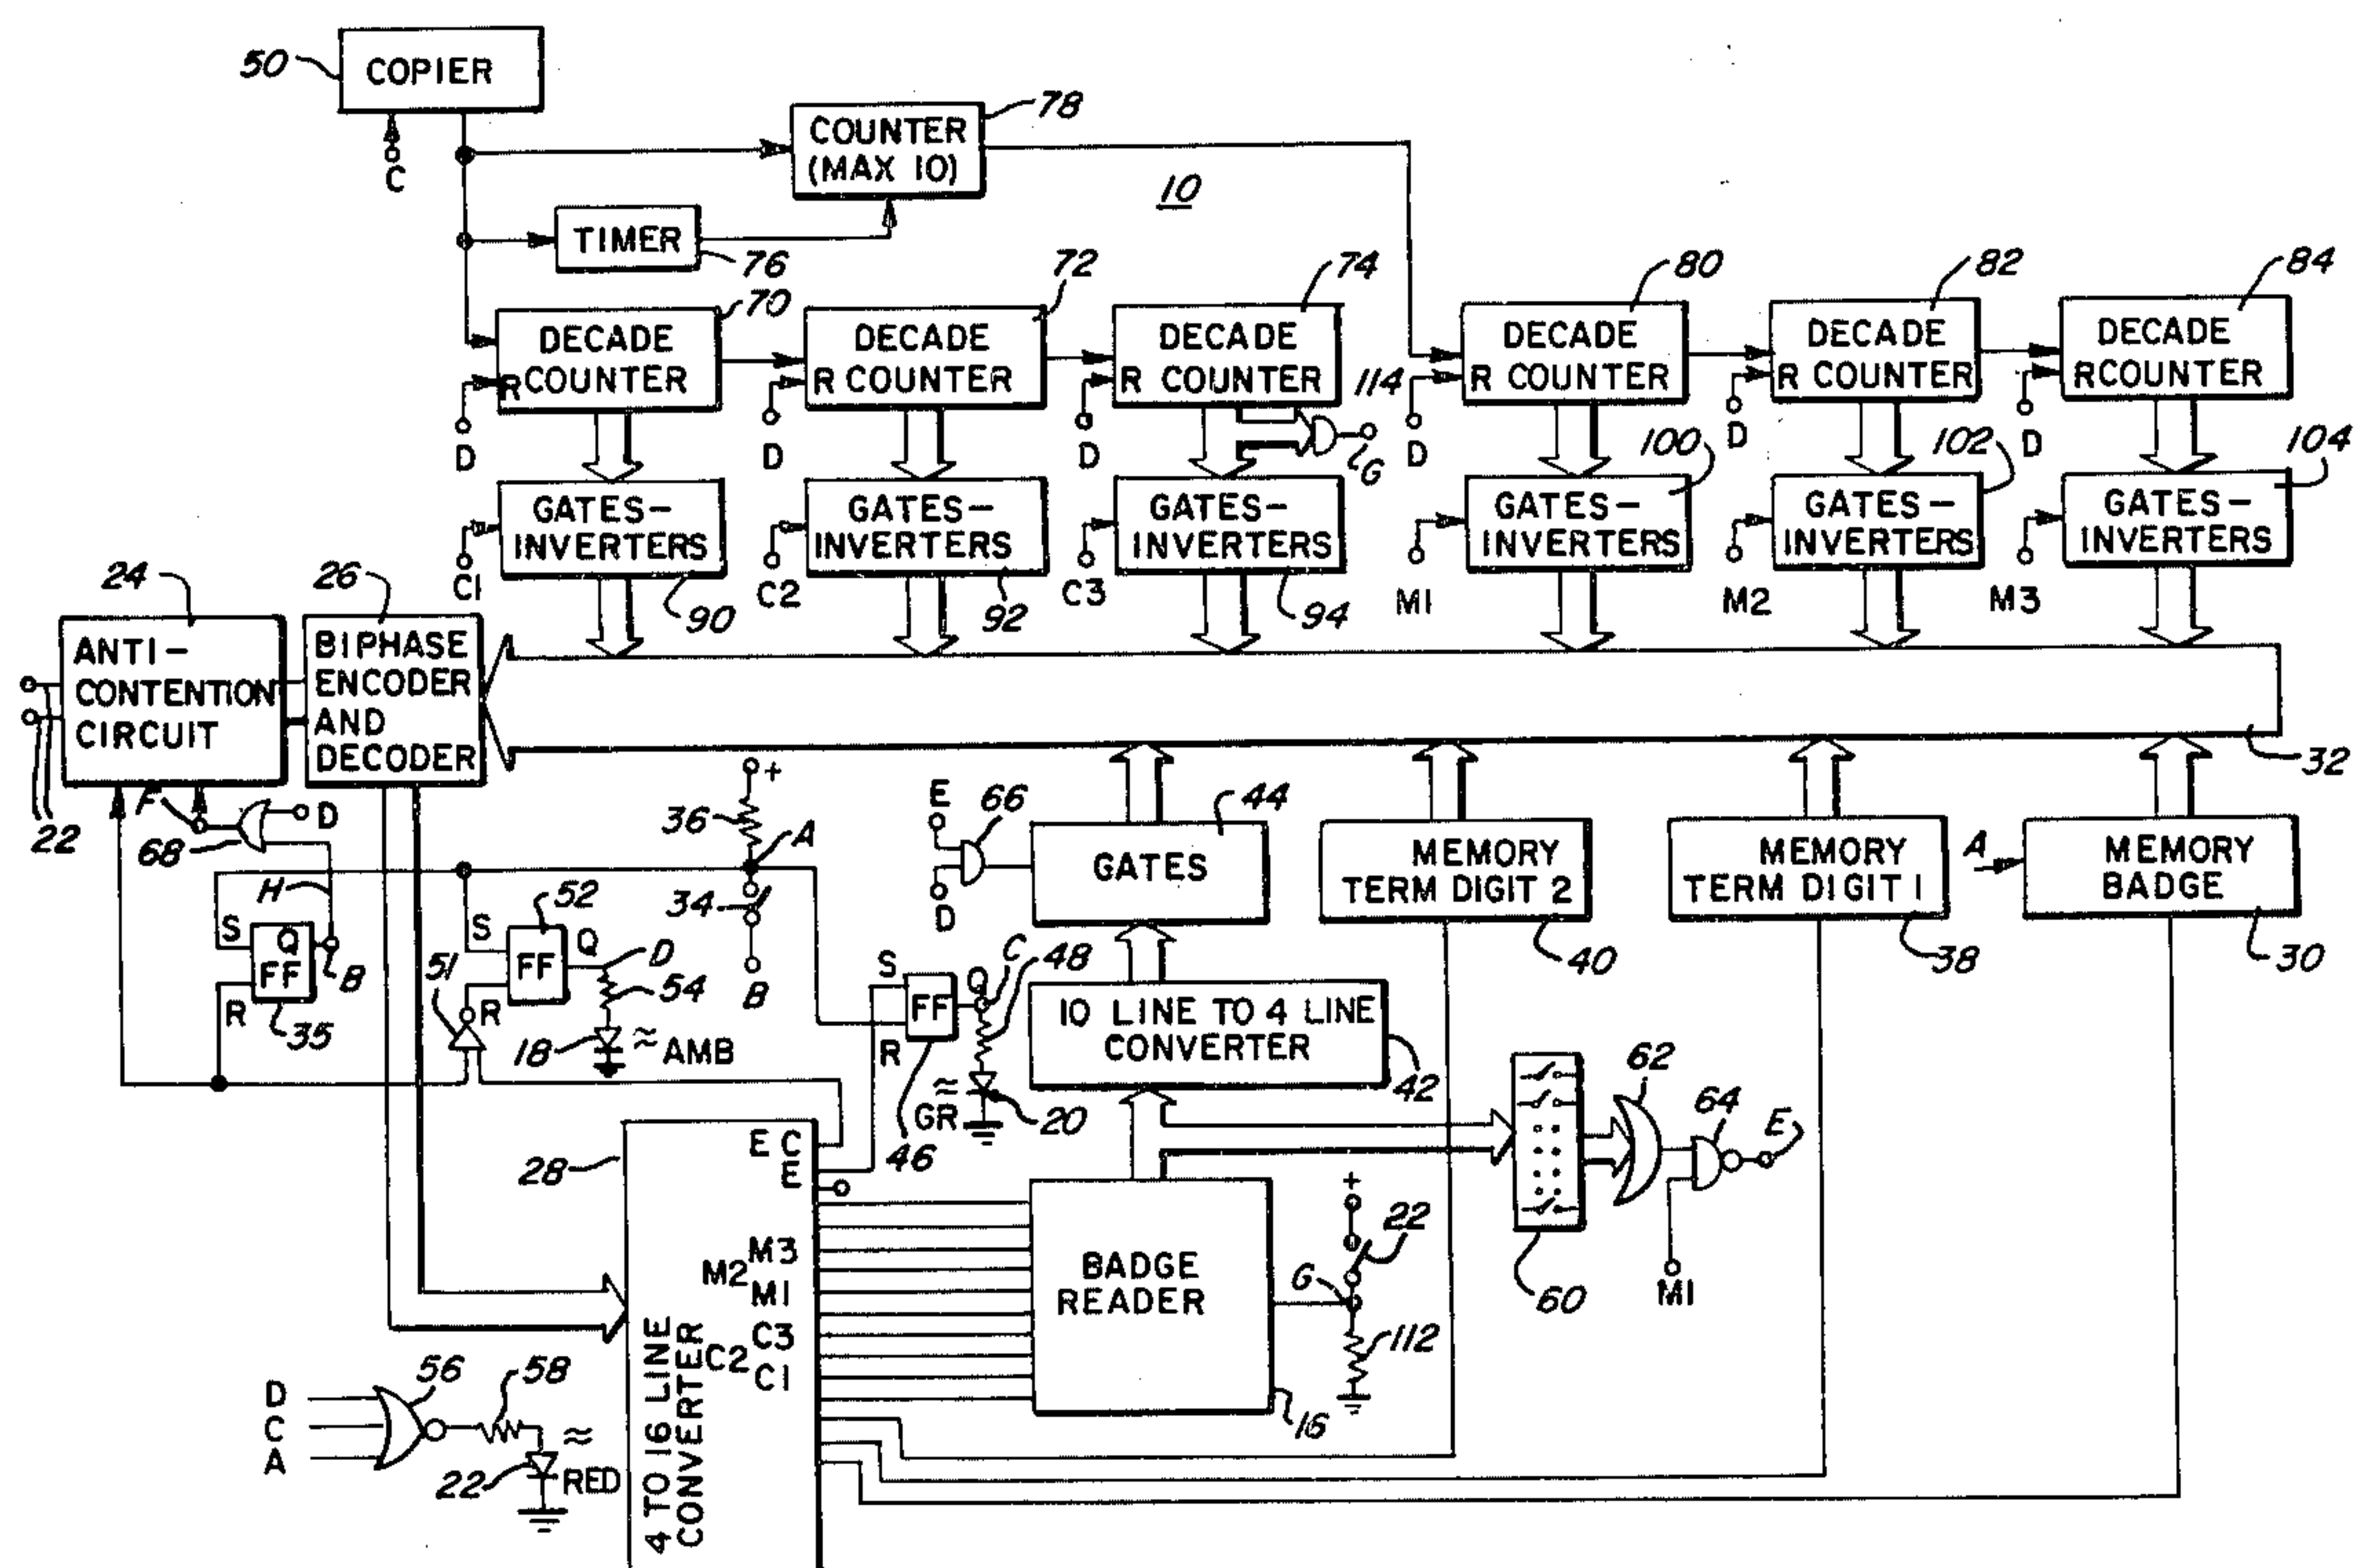 50
COPIER
C
COUNTER
(MAX 10)
78
10
TIMER
76
70
DECADE
R COUNTER
D
72
DECADE
R COUNTER
D
74
DECADE
R COUNTER
D
114
G
80
DECADE
R COUNTER
D
82
DECADE
R COUNTER
D
84
DECADE
RCOUNTER
D
GATES-
INVERTERS
C1
90
GATES-
INVERTERS
C2
92
GATES-
INVERTERS
C3
94
100
GATES-
INVERTERS
M1
102
GATES-
INVERTERS
M2
104
GATES-
INVERTERS
M3
24
ANTI-
CONTENTION
CIRCUIT
22
26
BIPHASE
ENCODER
AND
DECODER
32
F
D
68
H
S
Q
FF
R
B
35
51
52
S
Q
FF
R
D
54
18
≈ AMB
+
36
A
34
B
E
66
D
44
GATES
MEMORY
TERM DIGIT 2
40
MEMORY
TERM DIGIT 1
38
A
MEMORY
BADGE
30
S
Q
FF
R
C
48
46
≈
GR
20
10 LINE TO 4 LINE
CONVERTER
42
62
64
E
60
M1
28
E C
E
M3
M2
M1
C3
C2
C1
4 TO 16 LINE
CONVERTER
BADGE
READER
16
+
22
G
112
D
C
A
56
58
≈
22
RED